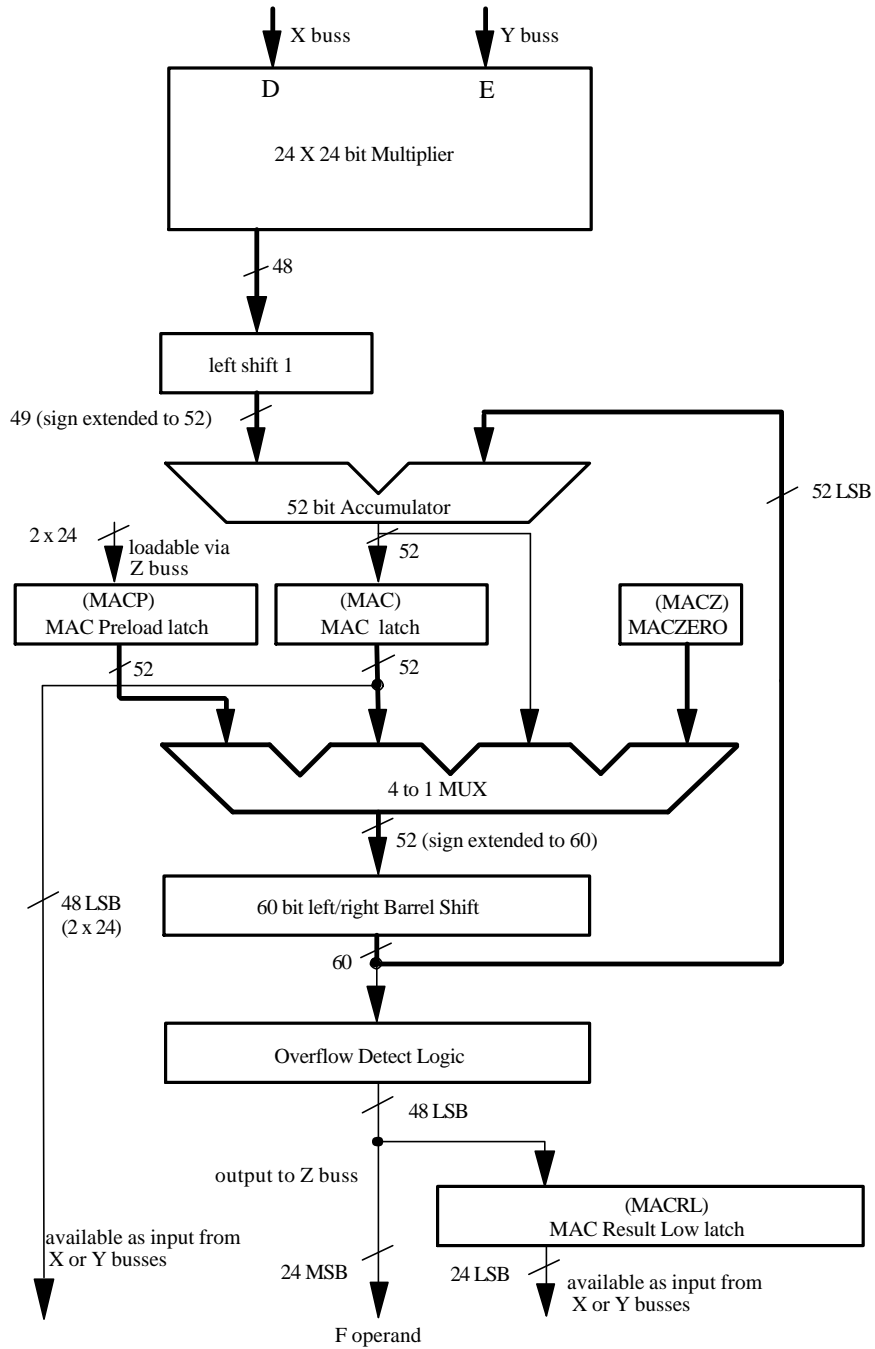 X buss
Y buss
D
E
24 X 24 bit Multiplier
48
left shift 1
49 (sign extended to 52)
52 LSB
52 bit Accumulator
2 x 24
loadable via
Z buss
52
(MACP)
MAC Preload latch
(MAC)
MAC latch
(MACZ)
MACZERO
52
52
4 to 1 MUX
52 (sign extended to 60)
48 LSB
(2 x 24)
60 bit left/right Barrel Shift
60
Overflow Detect Logic
48 LSB
output to Z buss
(MACRL)
MAC Result Low latch
available as input from
X or Y busses
24 MSB
24 LSB
available as input from
X or Y busses
F operand